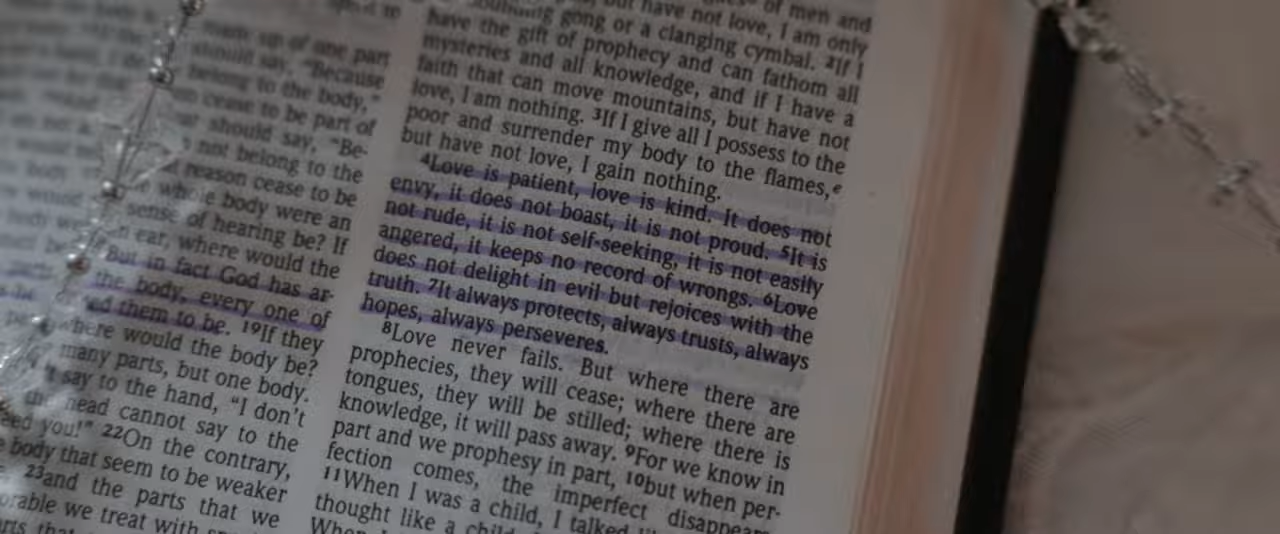 made up of one part
should say, "Because
belong to the body,"
cease to be part of
should say, "Be-
not belong to the
reason cease to be
whole body were an
sense of hearing be? If
ear, where would the
But in fact God has ar-
the body, every one of
them to be. 19If they
where would the body be?
many parts, but one body.
say to the hand, "I don't
head cannot say to the
you!" 22On the contrary,
body that seem to be weaker
23and the parts that we
we treat with
of men and
but have not love, I am only
gong or a clanging cymbal. 2If I
have the gift of prophecy and can fathom all
mysteries and all knowledge, and if I have a
faith that can move mountains, but have not
love, I am nothing. 3If I give all I possess to the
poor and surrender my body to the flames,e
but have not love, I gain nothing.
4Love is patient, love is kind. It does not
envy, it does not boast, it is not proud. 5It is
not rude, it is not self-seeking, it is not easily
angered, it keeps no record of wrongs. 6Love
does not delight in evil but rejoices with the
truth. 7It always protects, always trusts, always
hopes, always perseveres.
8Love never fails. But where there are
prophecies, they will cease; where there are
tongues, they will be stilled; where there is
knowledge, it will pass away. 9For we know in
part and we prophesy in part, 10but when per-
fection comes, the imperfect disappears.
11When I was a child, I talked
thought like a child
When I